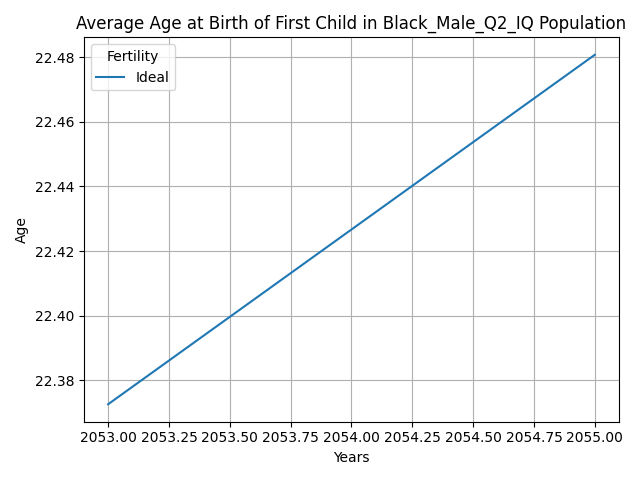 Average Age at Birth of First Child in Black_Male_Q2_IQ Population
Fertility
Ideal
22.48
22.46
22.44
22.42
22.40
22.38
Age
2053.00 2053.25 2053.50 2053.75 2054.00 2054.25 2054.50 2054.75 2055.00
Years